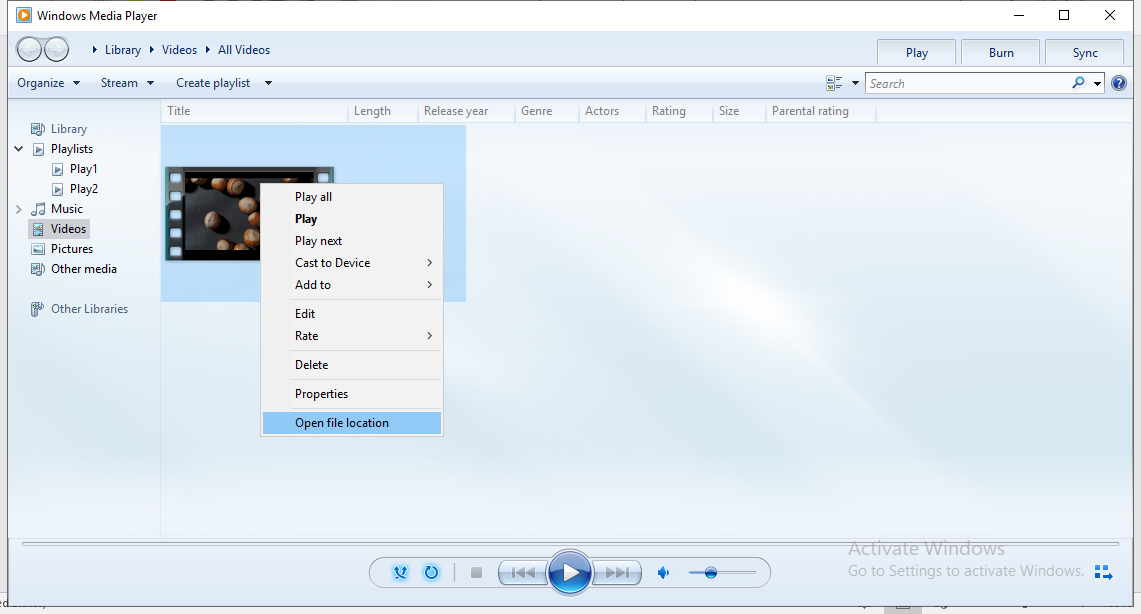 Windows Media Player
Library Videos All Videos
Play Burn Sync
Organize Stream Create playlist
Search
Title Length Release year Genre Actors Rating Size Parental rating
Library
Playlists
Play1
Play2
Music
Videos
Pictures
Other media
Other Libraries
Play all
Play
Play next
Cast to Device
Add to
Edit
Rate
Delete
Properties
Open file location
Activate Windows
Go to Settings to activate Windows.